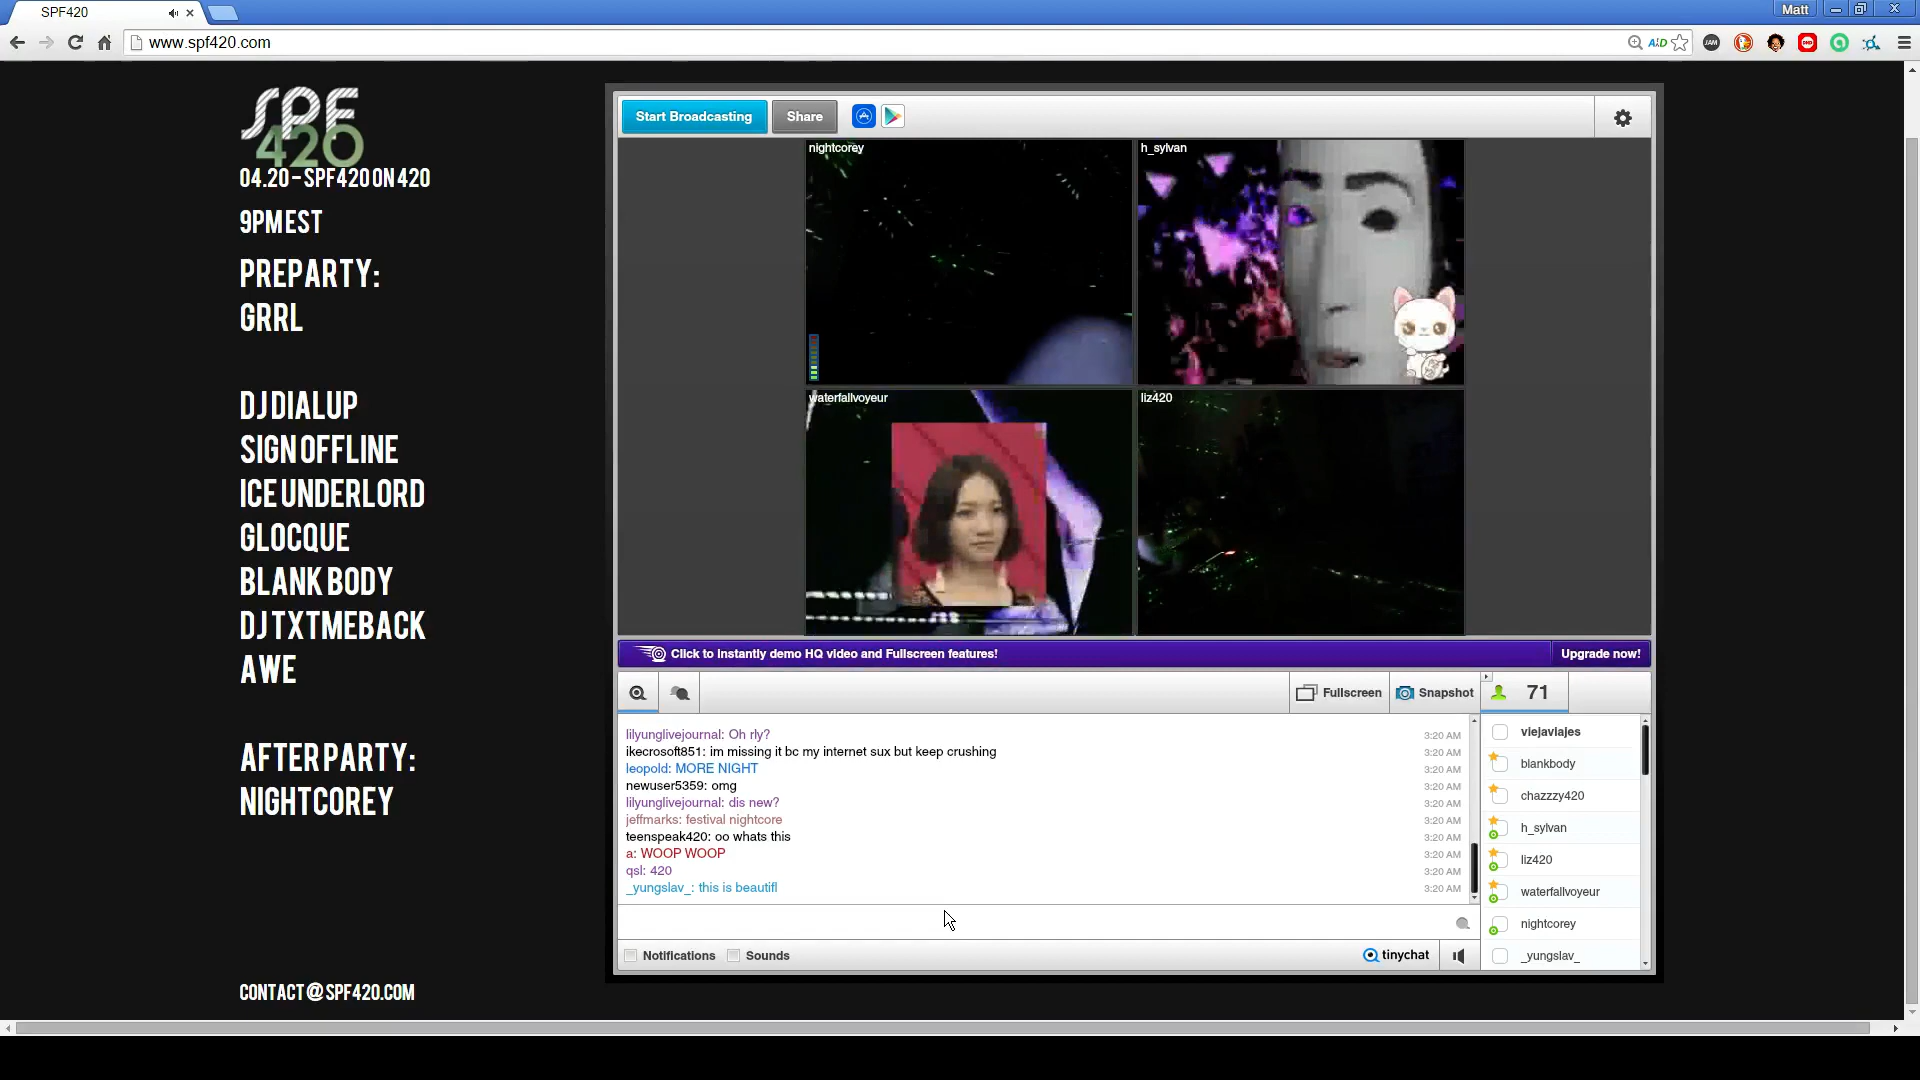 SPF420
Matt
www.spf420.com
SPF
420
04.20 - SPF420 ON 420
9PM EST
PREPARTY:
GRRL
DJ DIALUP
SIGN OFFLINE
ICE UNDERLORD
GLOCQUE
BLANK BODY
DJ TXTMEBACK
AWE
AFTER PARTY:
NIGHTCOREY
CONTACT@SPF420.COM
Start Broadcasting
Share
nightcorey
h_sylvan
waterfallvoyeur
liz420
Click to instantly demo HQ video and Fullscreen features!
Upgrade now!
Fullscreen
Snapshot
71
lilyunglivejournal: Oh rly? 3:20 AM
ikecrosoft851: im missing it bc my internet sux but keep crushing 3:20 AM
leopold: MORE NIGHT 3:20 AM
newuser5359: omg 3:20 AM
lilyunglivejournal: dis new? 3:20 AM
jeffmarks: festival nightcore 3:20 AM
teenspeak420: oo whats this 3:20 AM
a: WOOP WOOP 3:20 AM
qsl: 420 3:20 AM
_yungslav_: this is beautifl 3:20 AM
viejaviajes
blankbody
chazzzy420
h_sylvan
liz420
waterfallvoyeur
nightcorey
_yungslav_
Notifications
Sounds
tinychat